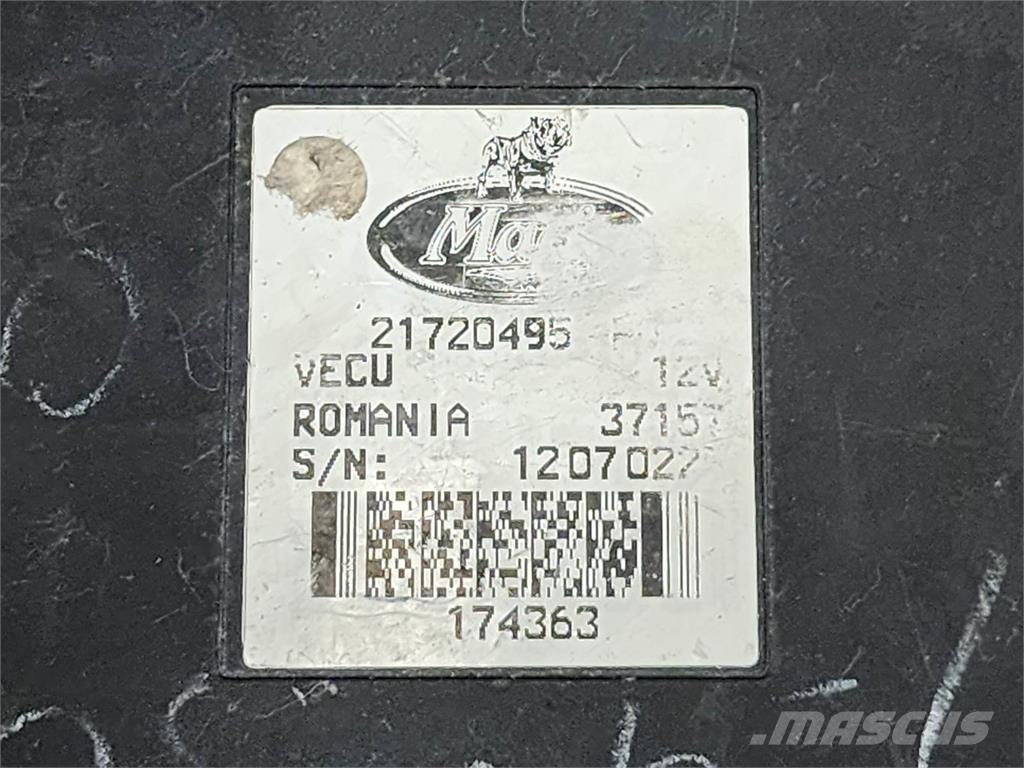 21720495
VECU 12V
ROMANIA
S/N:
174363
MASCUS